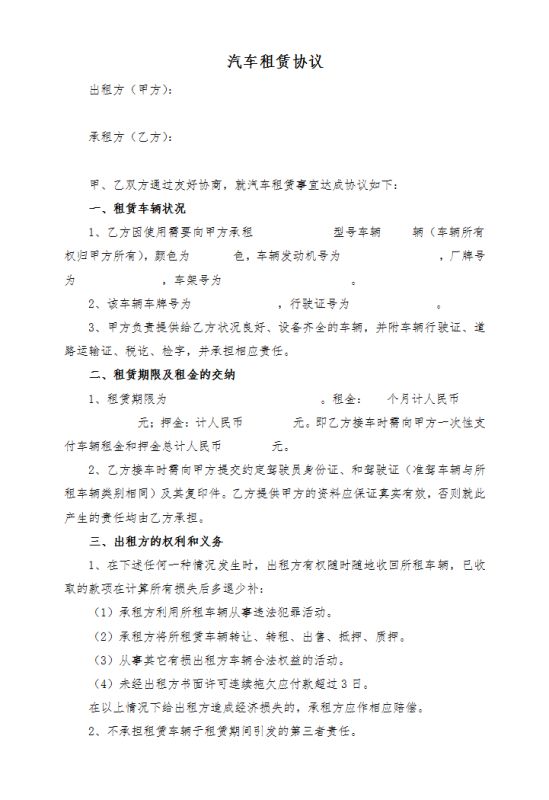 汽车租赁协议
出租方（甲方）：
承租方（乙方）：
甲、乙双方通过友好协商，就汽车租赁事宜达成协议如下：
一、租赁车辆状况
1、乙方因使用需要向甲方承租 型号车辆 辆（车辆所有
权归甲方所有），颜色为 色，车辆发动机号为 ，厂牌号
为 ，车架号为 。
2、该车辆车牌号为 ，行驶证号为 。
3、甲方负责提供给乙方状况良好、设备齐全的车辆，并附车辆行驶证、道
路运输证、税讫、检字，并承担相应责任。
二、租赁期限及租金的交纳
1、租赁期限为 。租金： 个月计人民币
元；押金：计人民币 元。即乙方接车时需向甲方一次性支
付车辆租金和押金总计人民币 元。
2、乙方接车时需向甲方提交约定驾驶员身份证、和驾驶证（准驾车辆与所
租车辆类别相同）及其复印件。乙方提供甲方的资料应保证真实有效，否则就此
产生的责任均由乙方承担。
三、出租方的权利和义务
1、在下述任何一种情况发生时，出租方有权随时随地收回所租车辆，已收
取的款项在计算所有损失后多退少补：
（1）承租方利用所租车辆从事违法犯罪活动。
（2）承租方将所租赁车辆转让、转租、出售、抵押、质押。
（3）从事其它有损出租方车辆合法权益的活动。
（4）未经出租方书面许可连续拖欠应付款超过3日。
在以上情况下给出租方造成经济损失的，承租方应作相应赔偿。
2、不承担租赁车辆于租赁期间引发的第三者责任。